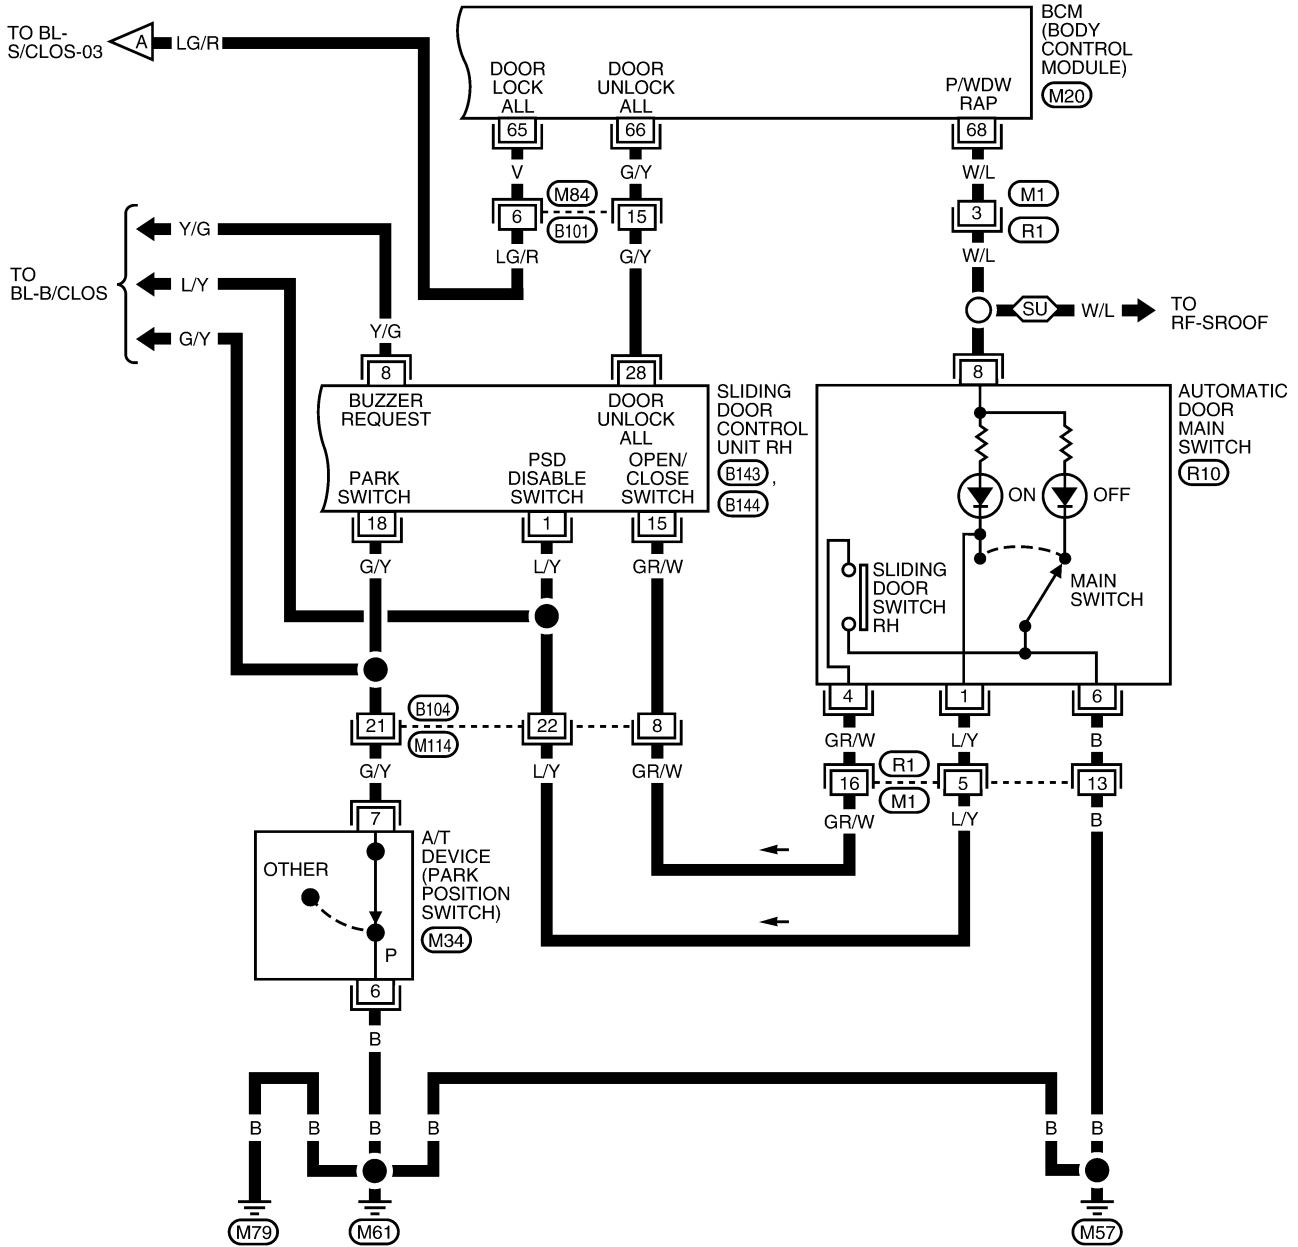 BCM
(BODY
CONTROL
MODULE)
M20
TO BL-
S/CLOS-03
A
LG/R
DOOR
LOCK
ALL
DOOR
UNLOCK
ALL
P/WDW
RAP
65
66
68
V
G/Y
W/L
M84
6
15
B101
M1
3
R1
LG/R
G/Y
W/L
TO
BL-B/CLOS
Y/G
L/Y
G/Y
SU
W/L
TO
RF-SROOF
Y/G
8
28
8
BUZZER
REQUEST
DOOR
UNLOCK
ALL
PARK
SWITCH
PSD
DISABLE
SWITCH
OPEN/
CLOSE
SWITCH
SLIDING
DOOR
CONTROL
UNIT RH
B143 ,
B144
AUTOMATIC
DOOR
MAIN
SWITCH
R10
ON
OFF
SLIDING
DOOR
SWITCH
RH
MAIN
SWITCH
18
1
15
G/Y
L/Y
GR/W
4
1
6
GR/W
L/Y
B
B104
21
22
8
M114
R1
16
5
13
M1
G/Y
L/Y
GR/W
GR/W
L/Y
B
7
OTHER
P
A/T
DEVICE
(PARK
POSITION
SWITCH)
M34
6
B
B
B
B
B
B
B
M79
M61
M57